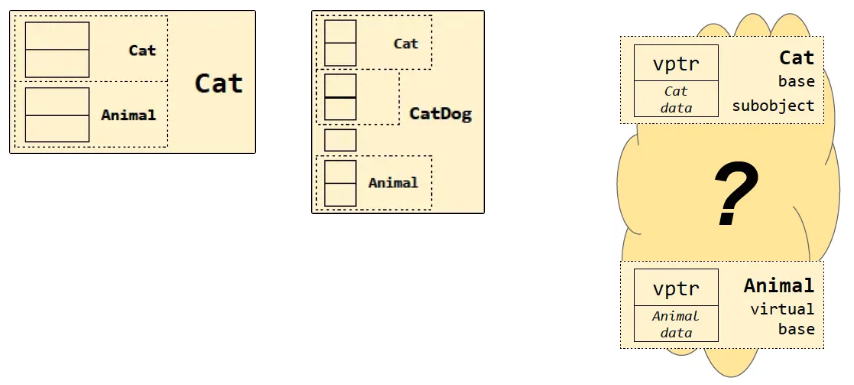 Cat
Cat
Animal
Cat
CatDog
Animal
vptr
Cat
data
Cat
base
subobject
?
vptr
Animal
data
Animal
virtual
base